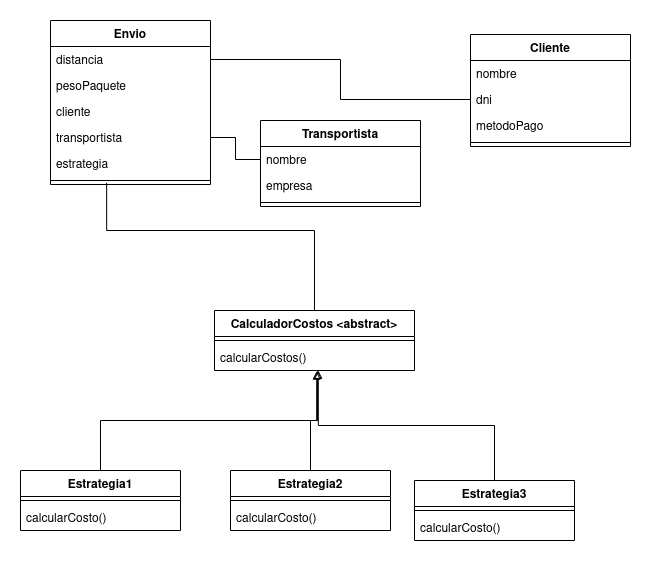 Envio
distancia
pesoPaquete
cliente
transportista
estrategia
Cliente
nombre
dni
metodoPago
Transportista
nombre
empresa
CalculadorCostos <abstract>
calcularCostos()
Estrategia1
calcularCosto()
Estrategia2
calcularCosto()
Estrategia3
calcularCosto()